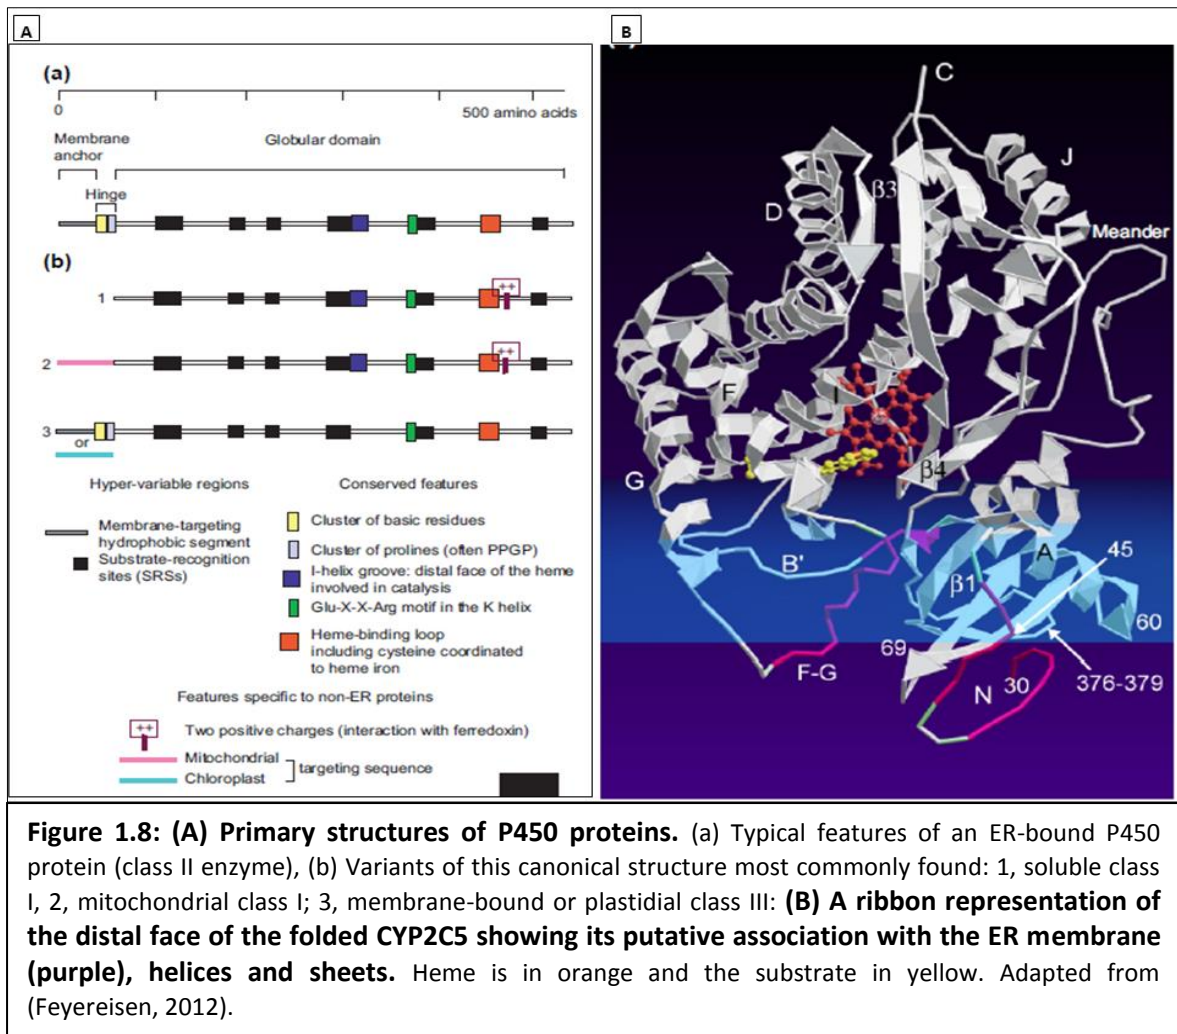 A
(a)
0
500 amino acids
Membrane
anchor
Globular domain
Hinge
(b)
1
++
2
++
3
or
Hyper-variable regions
Conserved features
Membrane-targeting
hydrophobic segment
Substrate-recognition
sites (SRSs)
Cluster of basic residues
Cluster of prolines (often PPGP)
I-helix groove: distal face of the heme
involved in catalysis
Glu-X-X-Arg motif in the K helix
Heme-binding loop
including cysteine coordinated
to heme iron
Features specific to non-ER proteins
++
Two positive charges (interaction with ferredoxin)
Mitochondrial
Chloroplast
targeting sequence
B
C
J
β3
D
Meander
F
I
β4
G
B'
A
45
β1
60
69
F-G
N
30
376-379
Figure 1.8: (A) Primary structures of P450 proteins. (a) Typical features of an ER-bound P450
protein (class II enzyme), (b) Variants of this canonical structure most commonly found: 1, soluble class
I, 2, mitochondrial class I; 3, membrane-bound or plastidial class III: (B) A ribbon representation of
the distal face of the folded CYP2C5 showing its putative association with the ER membrane
(purple), helices and sheets. Heme is in orange and the substrate in yellow. Adapted from
(Feyereisen, 2012).